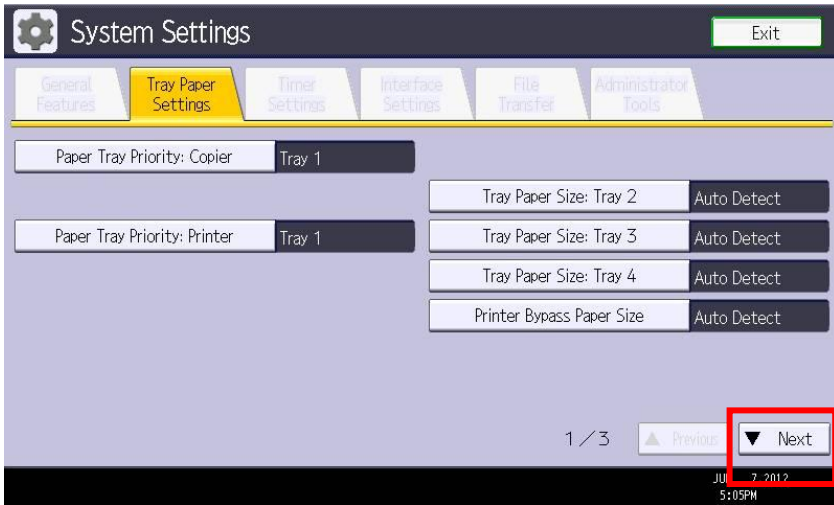 System Settings
Exit
General
Features
Tray Paper
Settings
Timer
Settings
Interface
Settings
File
Transfer
Administrator
Tools
Paper Tray Priority: Copier
Tray 1
Tray Paper Size: Tray 2
Auto Detect
Paper Tray Priority: Printer
Tray 1
Tray Paper Size: Tray 3
Auto Detect
Tray Paper Size: Tray 4
Auto Detect
Printer Bypass Paper Size
Auto Detect
1/3
▲ Previous
▼ Next
7.2012
5:05PM